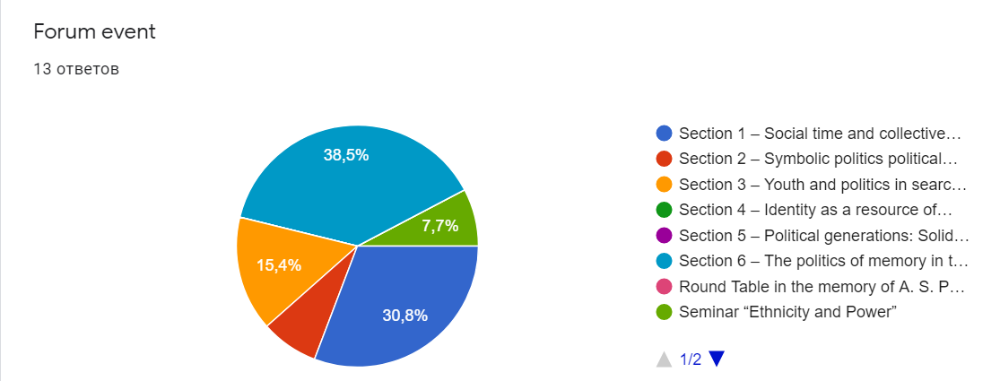 Forum event
13 ответов
38,5%
7,7%
15,4%
30,8%
Section 1 – Social time and collective…
Section 2 – Symbolic politics political…
Section 3 – Youth and politics in searc…
Section 4 – Identity as a resource of…
Section 5 – Political generations: Solid…
Section 6 – The politics of memory in t…
Round Table in the memory of A. S. P…
Seminar “Ethnicity and Power”
1/2